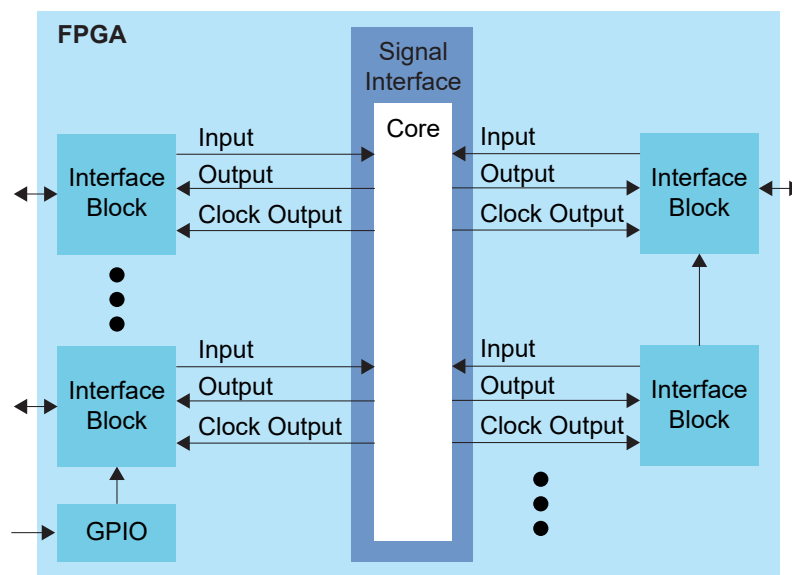 FPGA
Signal
Interface
Core
Input
Output
Clock Output
Interface
Block
Input
Output
Clock Output
Interface
Block
Input
Output
Clock Output
Interface
Block
Input
Output
Clock Output
Interface
Block
GPIO